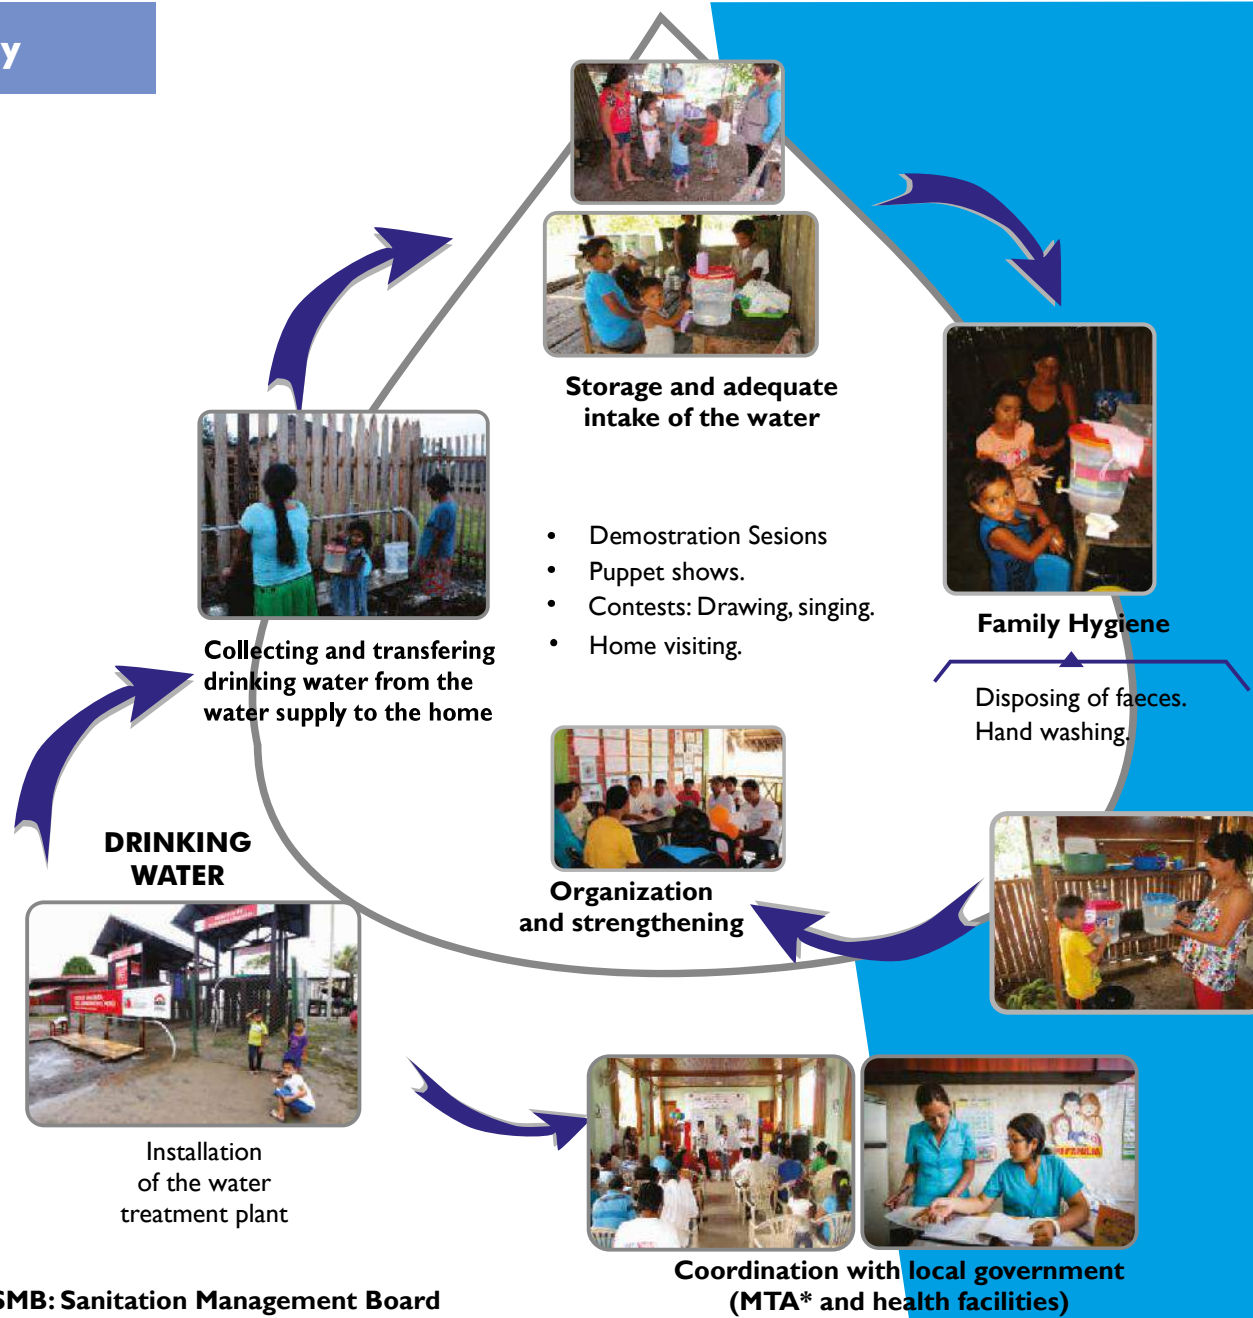 y
Storage and adequate
intake of the water
• Demostration Sesions
• Puppet shows.
• Contests: Drawing, singing.
• Home visiting.
Family Hygiene
Disposing of faeces.
Hand washing.
Collecting and transfering
drinking water from the
water supply to the home
DRINKING
WATER
Organization
and strengthening
Installation
of the water
treatment plant
Coordination with local government
(MTA* and health facilities)
SMB: Sanitation Management Board